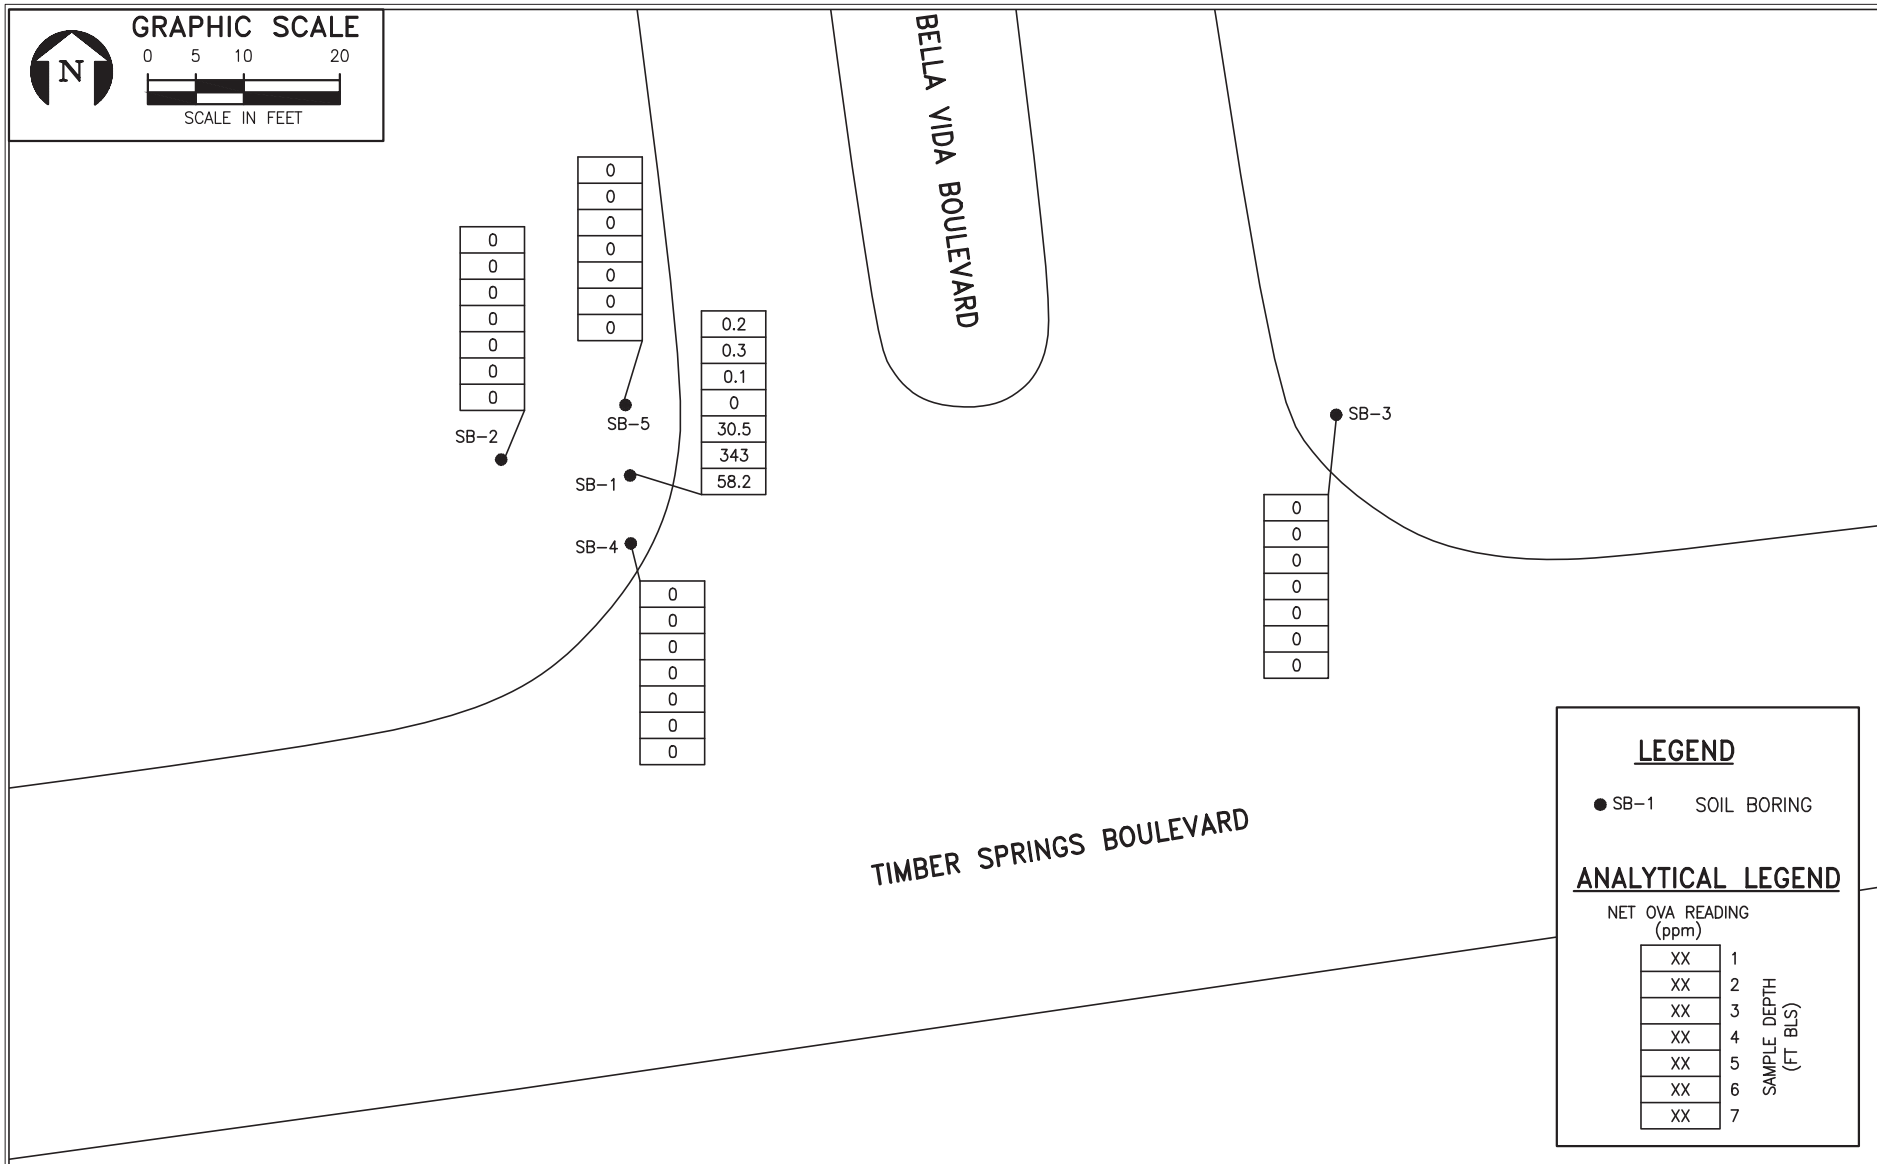 GRAPHIC SCALE
0 5 10 20
SCALE IN FEET
N
BELLA VIDA BOULEVARD
0
0
0
0
0
0
0
SB-2
0
0
0
0
0
0
0
SB-5
0.2
0.3
0.1
0
30.5
343
58.2
SB-1
SB-4
0
0
0
0
0
0
0
SB-3
0
0
0
0
0
0
0
TIMBER SPRINGS BOULEVARD
LEGEND
SB-1 SOIL BORING
ANALYTICAL LEGEND
NET OVA READING
(ppm)
XX 1
XX 2
XX 3
XX 4
XX 5
XX 6
XX 7
SAMPLE DEPTH
(FT BLS)